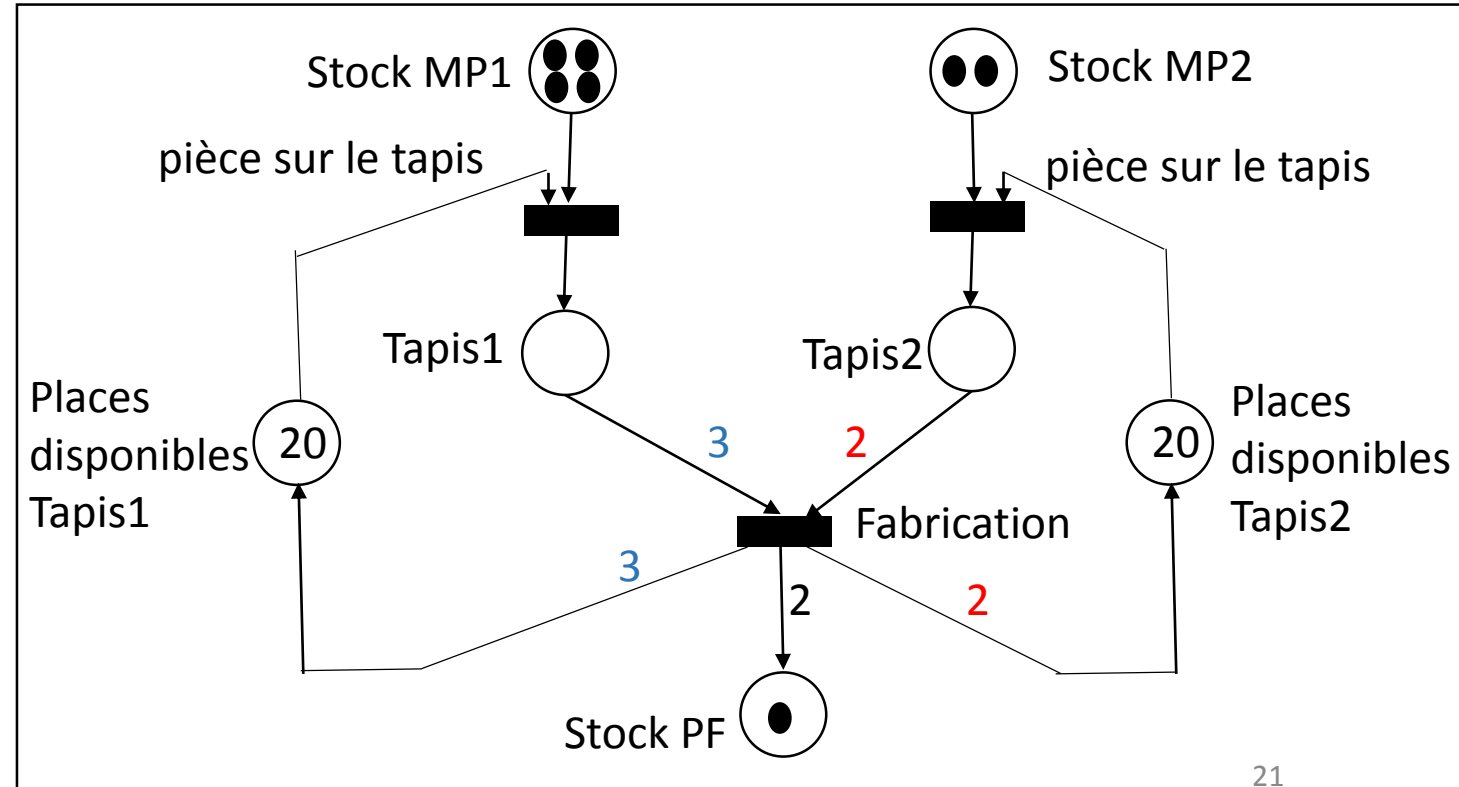 Stock MP1
Stock MP2
pièce sur le tapis
pièce sur le tapis
Tapis1
Tapis2
Places
disponibles
Tapis1
20
3
2
20
Places
disponibles
Tapis2
Fabrication
3
2
2
Stock PF
21